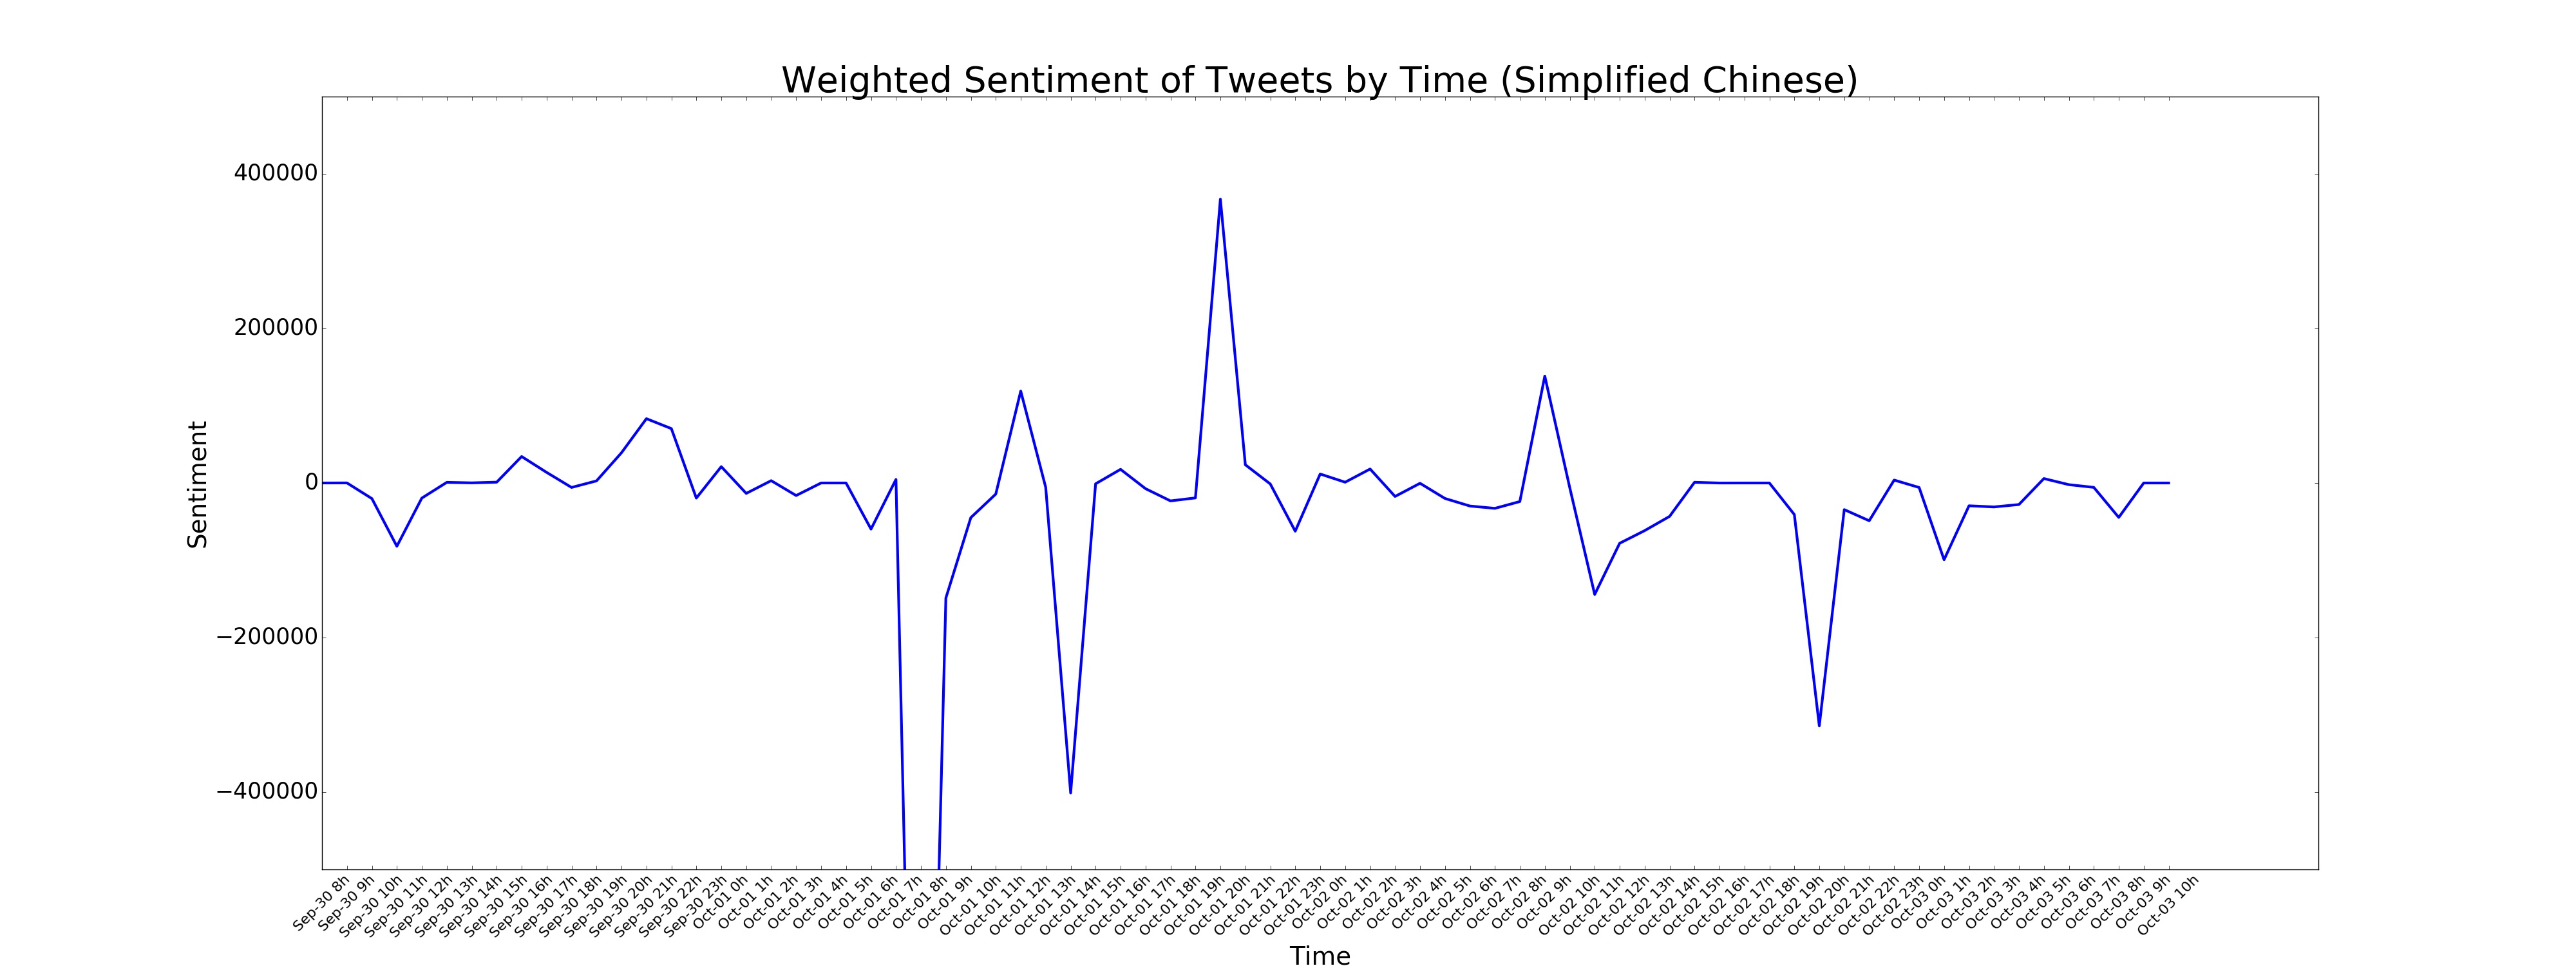 Weighted Sentiment of Tweets by Time (Simplified Chinese)
400000
200000
0
−200000
−400000
Sentiment
Sep-30 8h
Sep-30 9h
Sep-30 10h
Sep-30 11h
Sep-30 12h
Sep-30 13h
Sep-30 14h
Sep-30 15h
Sep-30 16h
Sep-30 17h
Sep-30 18h
Sep-30 19h
Sep-30 20h
Sep-30 21h
Sep-30 22h
Sep-30 23h
Oct-01 0h
Oct-01 1h
Oct-01 2h
Oct-01 3h
Oct-01 4h
Oct-01 5h
Oct-01 6h
Oct-01 7h
Oct-01 8h
Oct-01 9h
Oct-01 10h
Oct-01 11h
Oct-01 12h
Oct-01 13h
Oct-01 14h
Oct-01 15h
Oct-01 16h
Oct-01 17h
Oct-01 18h
Oct-01 19h
Oct-01 20h
Oct-01 21h
Oct-01 22h
Oct-01 23h
Oct-02 0h
Oct-02 1h
Oct-02 2h
Oct-02 3h
Oct-02 4h
Oct-02 5h
Oct-02 6h
Oct-02 7h
Oct-02 8h
Oct-02 9h
Oct-02 10h
Oct-02 11h
Oct-02 12h
Oct-02 13h
Oct-02 14h
Oct-02 15h
Oct-02 16h
Oct-02 17h
Oct-02 18h
Oct-02 19h
Oct-02 20h
Oct-02 21h
Oct-02 22h
Oct-02 23h
Oct-03 0h
Oct-03 1h
Oct-03 2h
Oct-03 3h
Oct-03 4h
Oct-03 5h
Oct-03 6h
Oct-03 7h
Oct-03 8h
Oct-03 9h
Oct-03 10h
Time